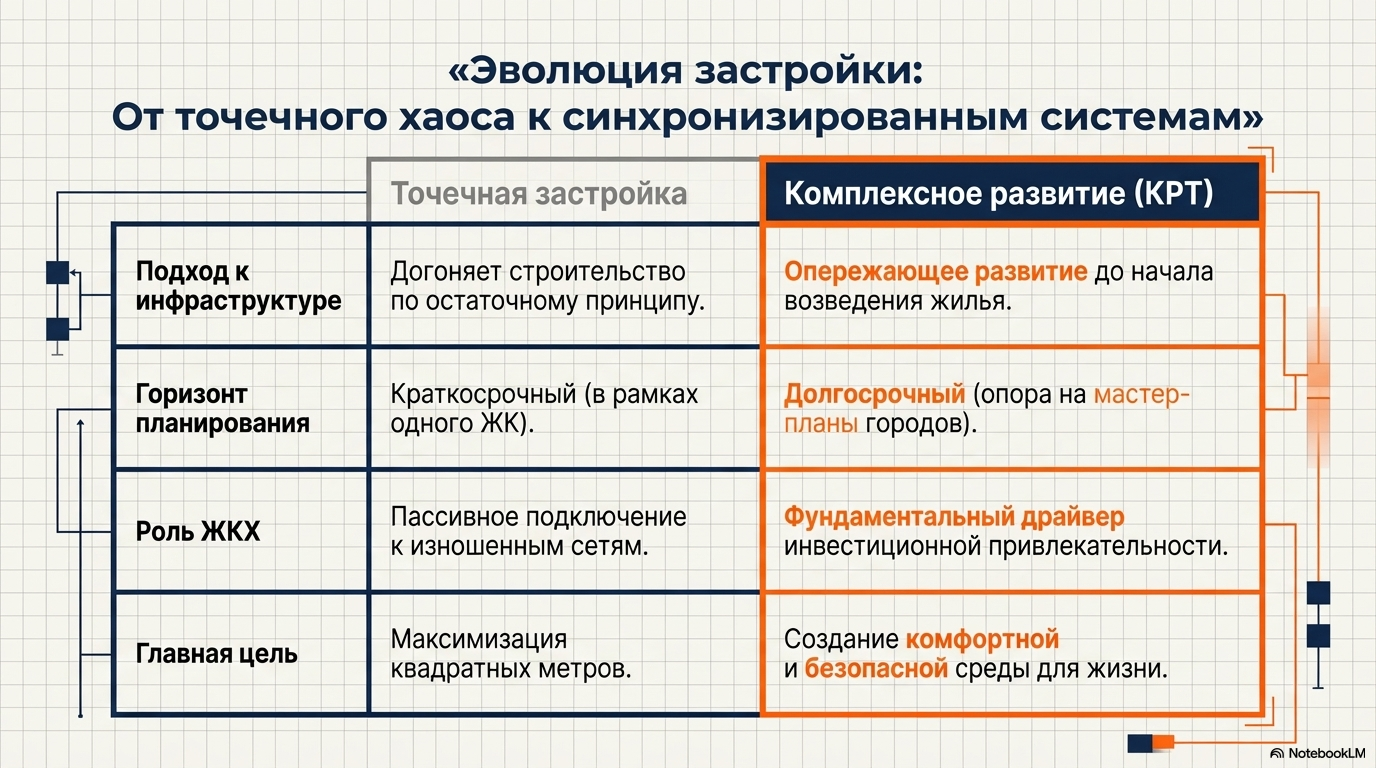 «Эволюция застройки:
От точечного хаоса к синхронизированным системам»
Точечная застройка
Комплексное развитие (КРТ)
Подход к
инфраструктуре
Догоняет строительство
по остаточному принципу.
Опережающее развитие до начала
возведения жилья.
Горизонт
планирования
Краткосрочный (в рамках
одного ЖК).
Долгосрочный (опора на мастер-
планы городов).
Роль ЖКХ
Пассивное подключение
к изношенным сетям.
Фундаментальный драйвер
инвестиционной привлекательности.
Главная цель
Максимизация
квадратных метров.
Создание комфортной
и безопасной среды для жизни.
NotebookLM